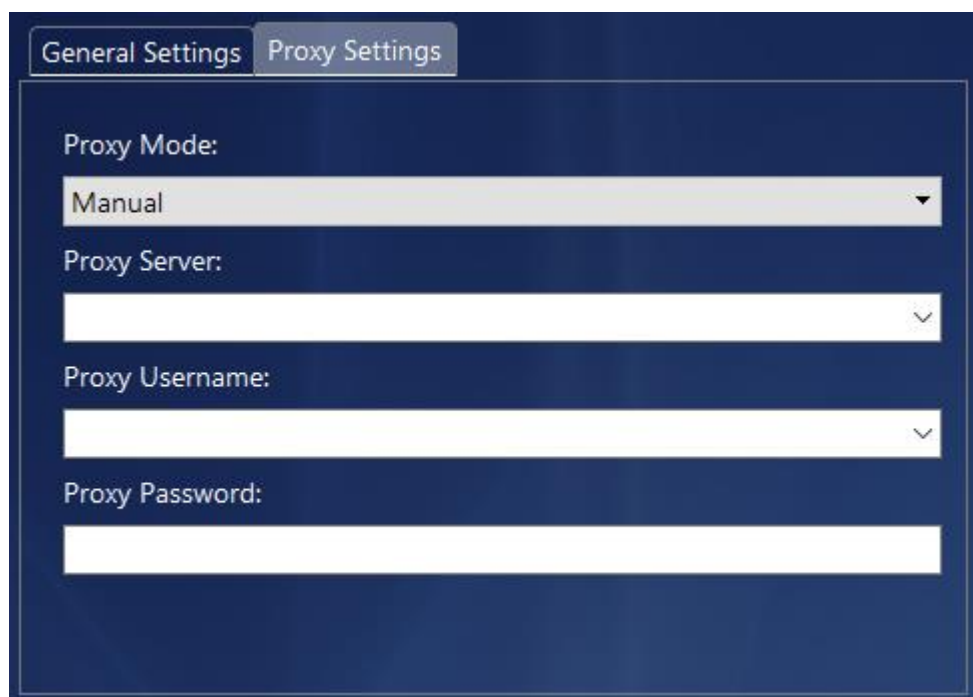 General Settings Proxy Settings
Proxy Mode:
Manual
Proxy Server:
Proxy Username:
Proxy Password: